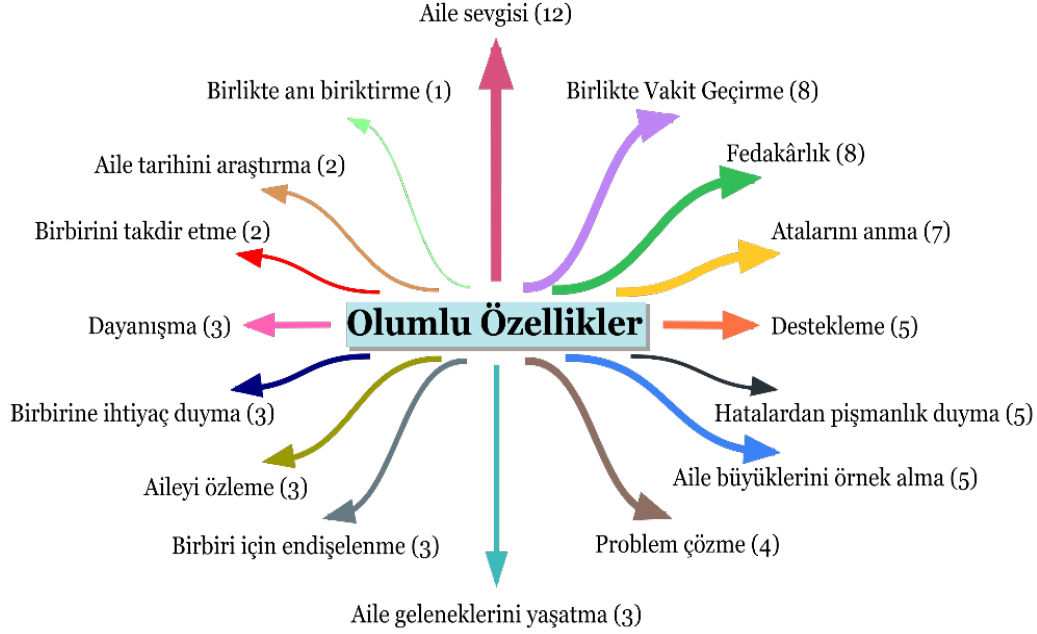 Aile sevgisi (12)
Birlikte anı biriktirme (1)
Birlikte Vakit Geçirme (8)
Aile tarihini araştırma (2)
Fedakârlık (8)
Birbirini takdir etme (2)
Atalarını anma (7)
Dayanışma (3)
Olumlu Özellikler
Destekleme (5)
Birbirine ihtiyaç duyma (3)
Hatalardan pişmanlık duyma (5)
Aileyi özleme (3)
Aile büyüklerini örnek alma (5)
Birbiri için endişelenme (3)
Problem çözme (4)
Aile geleneklerini yaşatma (3)